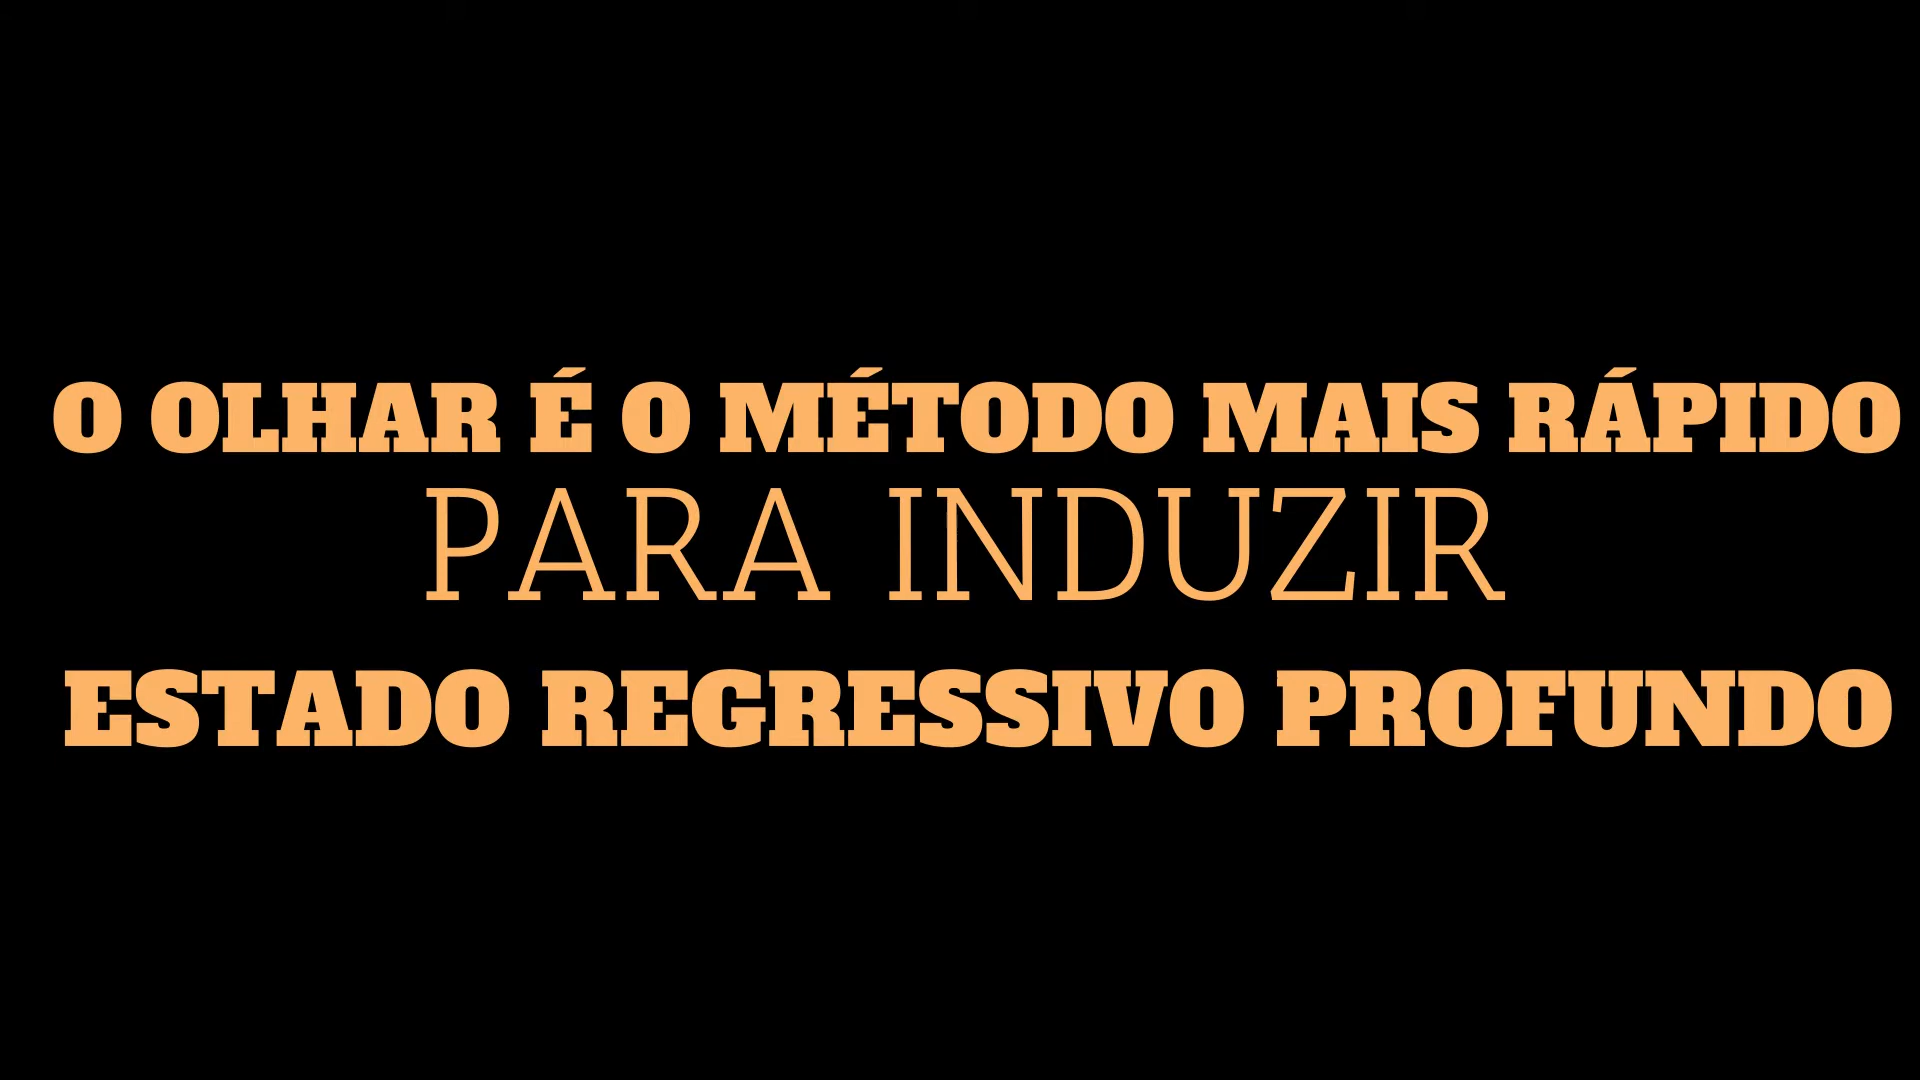 O OLHAR É O MÉTODO MAIS RÁPIDO
PARA INDUZIR
ESTADO REGRESSIVO PROFUNDO